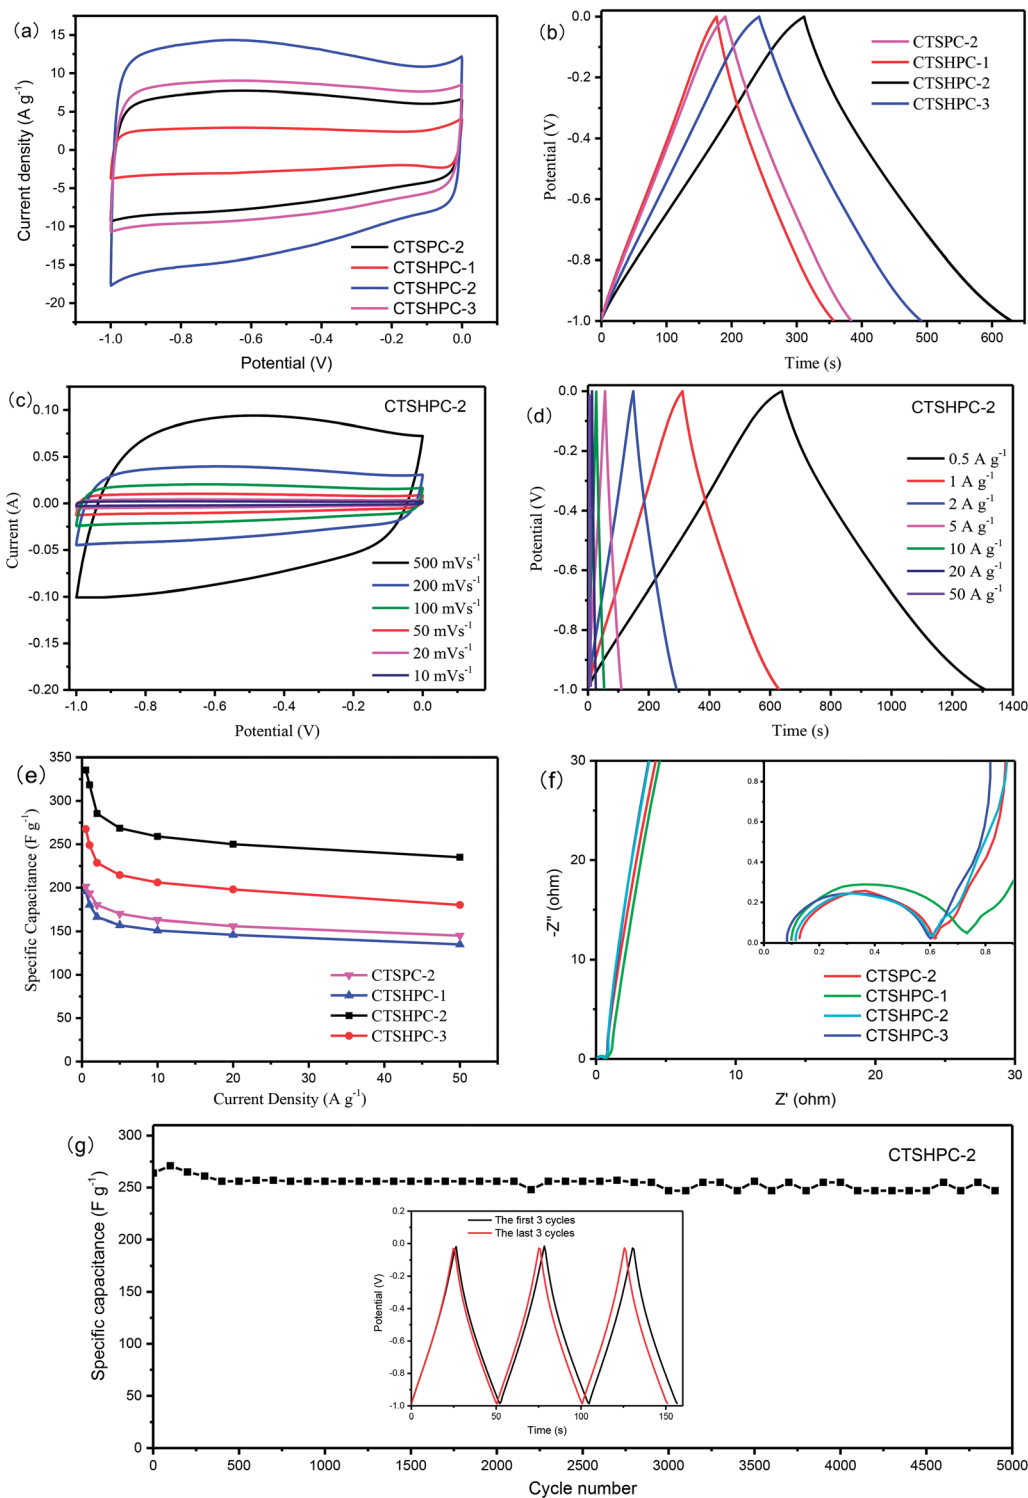 (a)
Current density (A g-1)
15
10
5
0
-5
-10
-15
-20
CTSPC-2
CTSHPC-1
CTSHPC-2
CTSHPC-3
-1.0 -0.8 -0.6 -0.4 -0.2 0.0
Potential (V)
(b)
Potential (V)
0.0
-0.2
-0.4
-0.6
-0.8
-1.0
CTSPC-2
CTSHPC-1
CTSHPC-2
CTSHPC-3
0 100 200 300 400 500 600
Time (s)
(c)
CTSHPC-2
Current (A)
0.10
0.05
0.00
-0.05
-0.10
-0.20
500 mVs-1
200 mVs-1
100 mVs-1
50 mVs-1
20 mVs-1
10 mVs-1
-1.0 -0.8 -0.6 -0.4 -0.2 0.0
Potential (V)
(d)
CTSHPC-2
Potential (V)
0.0
-0.2
-0.4
-0.6
-0.8
-1.0
0.5 A g-1
1 A g-1
2 A g-1
5 A g-1
10 A g-1
20 A g-1
50 A g-1
0 200 400 600 800 1000 1200 1400
Time (s)
(e)
Specific Capacitance (F g-1)
350
300
250
200
150
100
50
0
CTSPC-2
CTSHPC-1
CTSHPC-2
CTSHPC-3
0 10 20 30 40 50
Current Density (A g-1)
(f)
-Z'' (ohm)
30
20
10
0
0.8
0.6
0.4
0.2
0.0
0.0 0.2 0.4 0.6 0.8
CTSPC-2
CTSHPC-1
CTSHPC-2
CTSHPC-3
0 10 20 30
Z' (ohm)
(g)
CTSHPC-2
Specific capacitance (F g-1)
300
250
200
150
100
50
0
The first 3 cycles
The last 3 cycles
Potential (V)
0.2
0.0
-0.2
-0.4
-0.6
-0.8
-1.0
0 50 100 150
Time (s)
0 500 1000 1500 2000 2500 3000 3500 4000 4500 5000
Cycle number